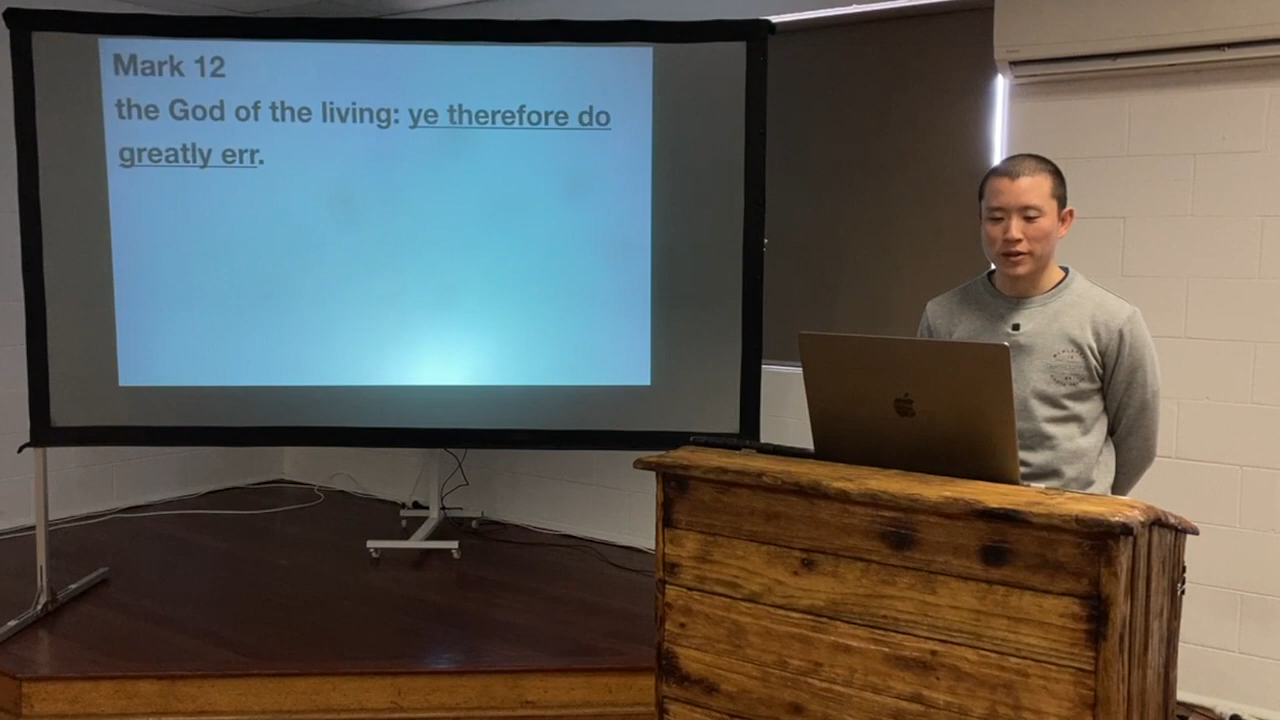 Mark 12
the God of the living: ye therefore do
greatly err.